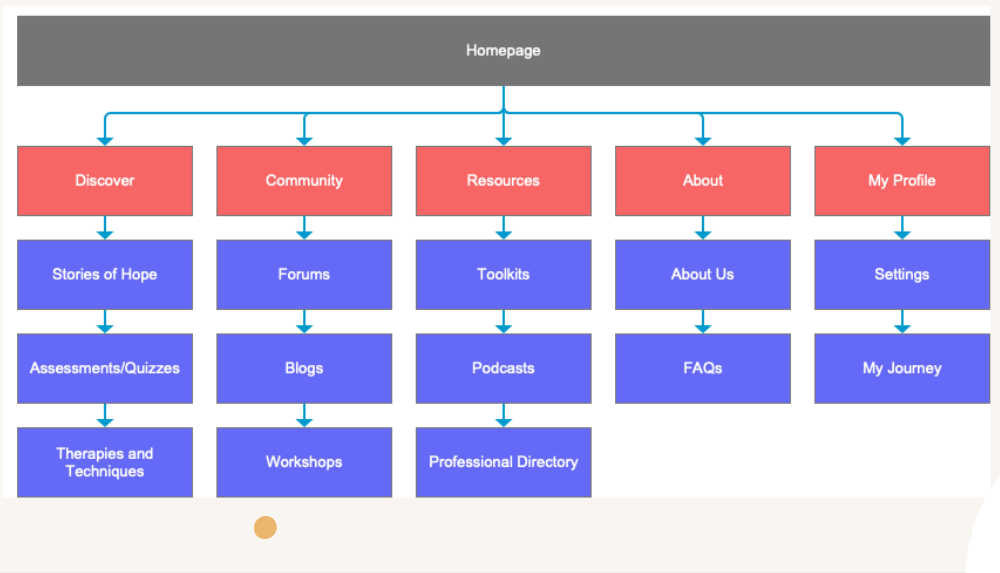 Homepage
Discover
Community
Resources
About
My Profile
Stories of Hope
Forums
Toolkits
About Us
Settings
Assessments/Quizzes
Blogs
Podcasts
FAQs
My Journey
Therapies and
Techniques
Workshops
Professional Directory